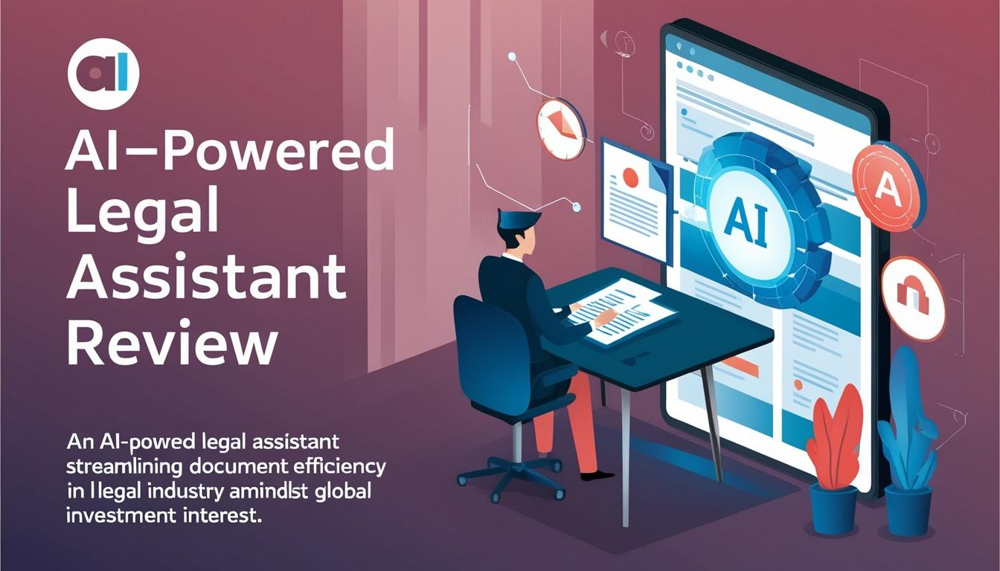 al
AI–Powered
Legal
Assistant
Review
An AI-powed legal assistant
streamlining document efficiency
in l legal industry amindlst global
investment interest.
AI
A